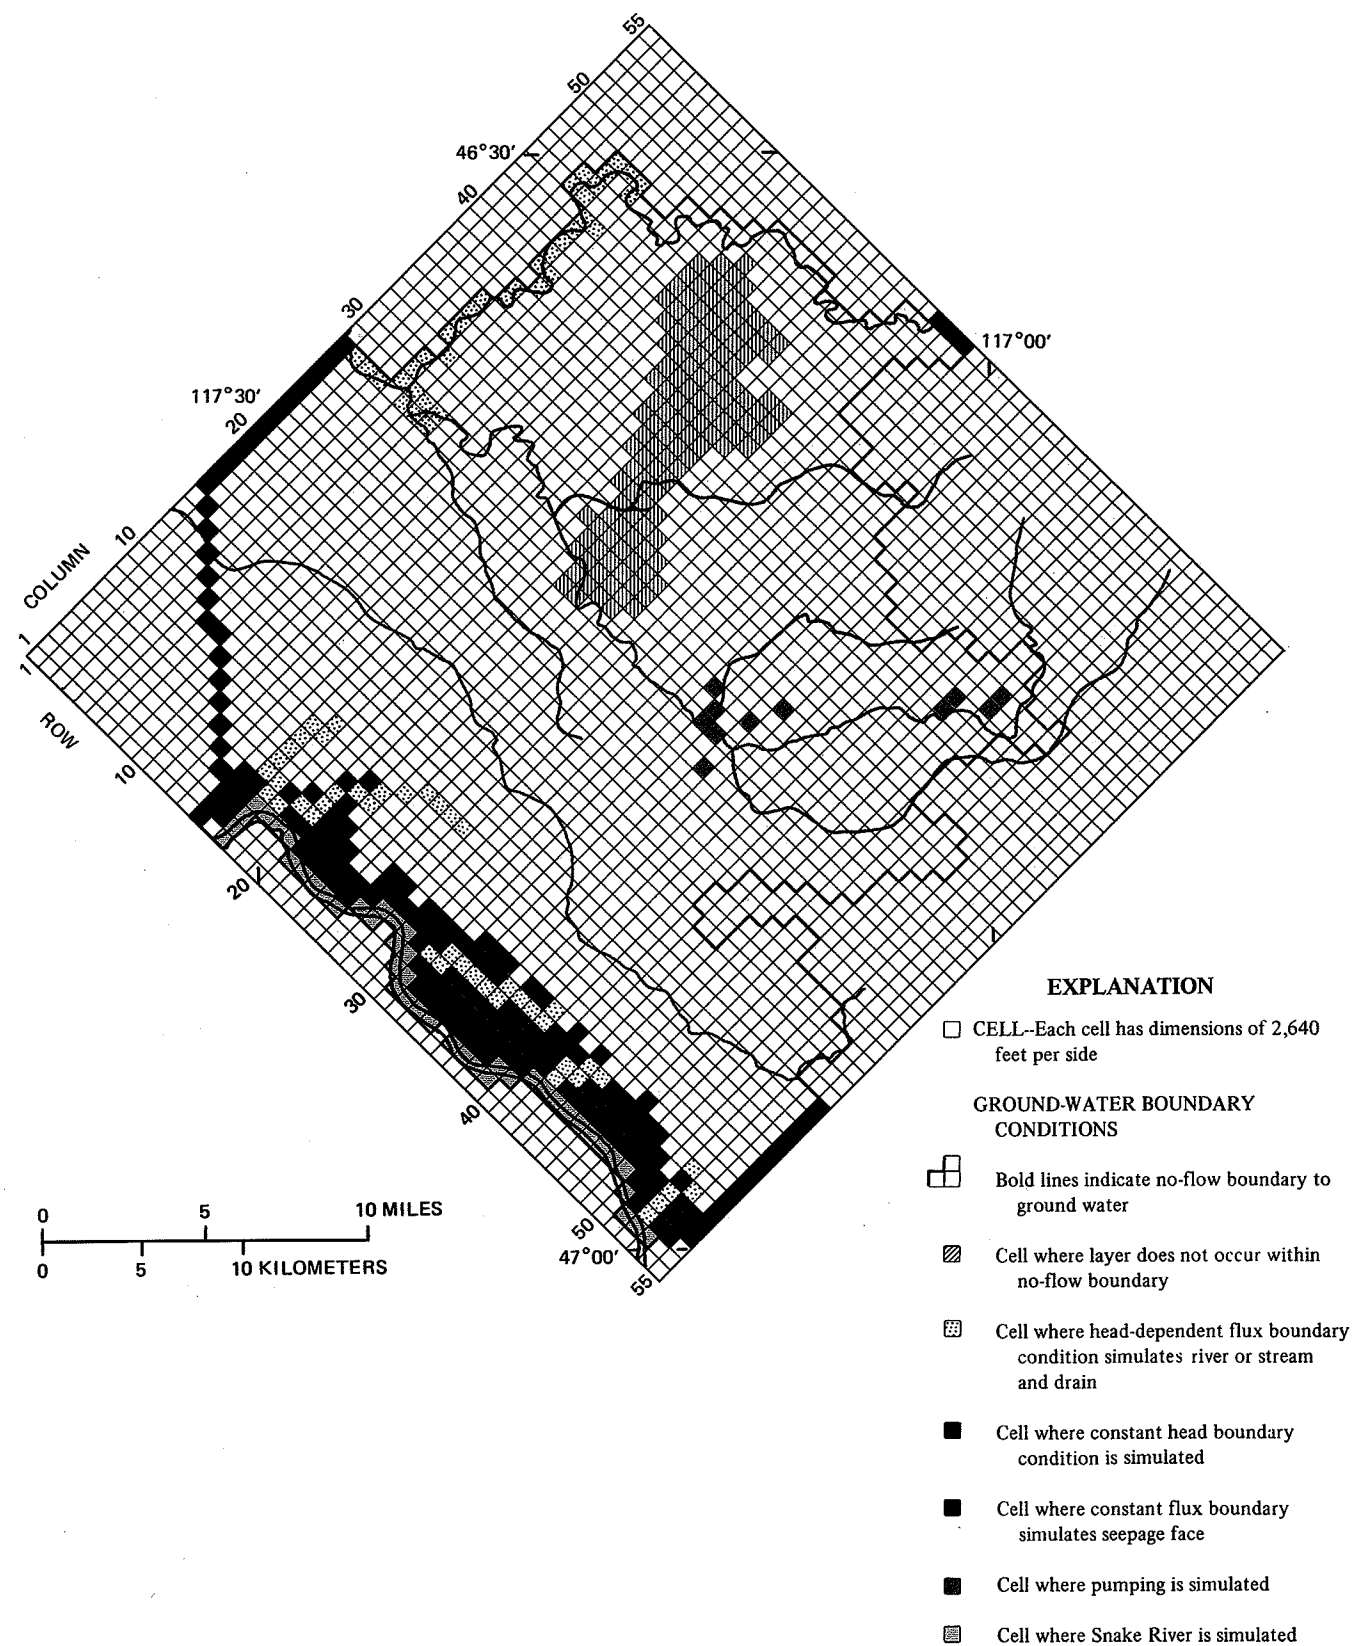 55
50
46°30′
40
30
117°00′
117°30′
20
10
COLUMN
1
1
ROW
10
20
30
40
50
47°00′
55
EXPLANATION
CELL--Each cell has dimensions of 2,640
feet per side
GROUND-WATER BOUNDARY
CONDITIONS
Bold lines indicate no-flow boundary to
ground water
Cell where layer does not occur within
no-flow boundary
Cell where head-dependent flux boundary
condition simulates river or stream
and drain
Cell where constant head boundary
condition is simulated
Cell where constant flux boundary
simulates seepage face
Cell where pumping is simulated
Cell where Snake River is simulated
0 5 10 MILES
0 5 10 KILOMETERS